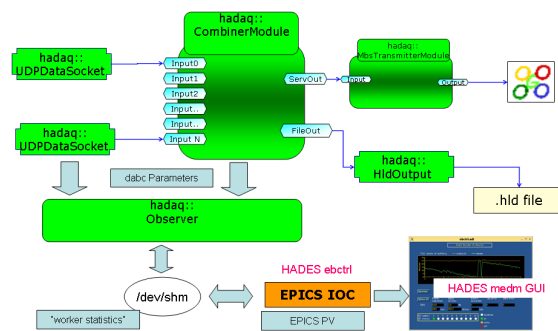 hadaq::
CombinerModule
hadaq::
UDPDataSocket
Input0
Input1
Input2
Input..
Input..
Input N
ServOut
FileOut
hadaq::
MbsTransmitterModule
Input
Output
hadaq::
UDPDataSocket
hadaq::
HldOutput
.hld file
dabc Parameters
hadaq::
Observer
HADES ebctrl
/dev/shm
EPICS IOC
HADES medm GUI
"worker statistics"
EPICS PV